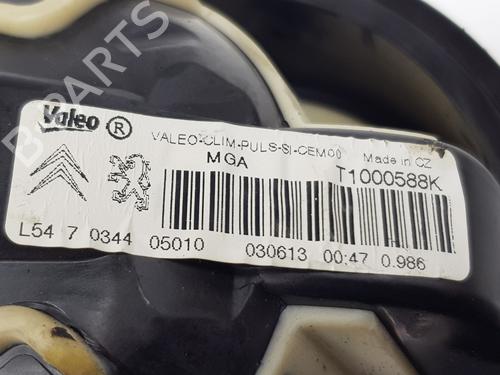 B-PARTS
Valeo ®
VALEO-CLIM-PULS-SI-CEM00 Made in CZ
MGA T1000588K
L54 7 0344 05010 030613 00:47 0.986